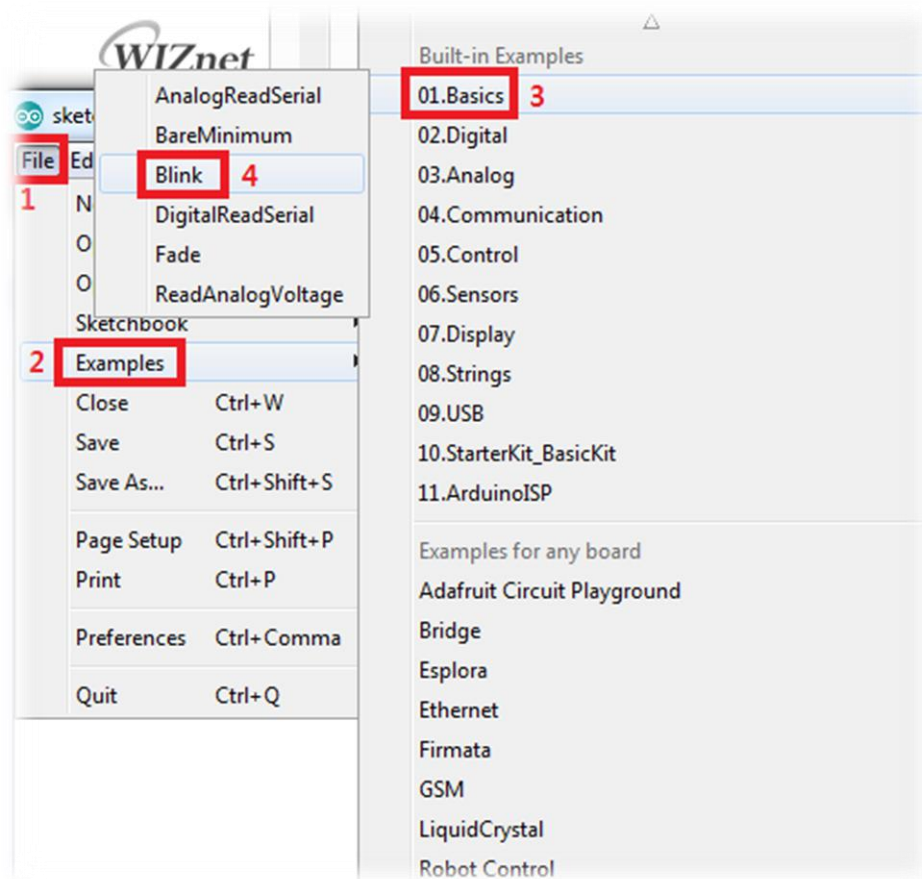 WIZnet
sket
File Ed
1
N
O
O
Sketchbook
2 Examples
Close Ctrl+W
Save Ctrl+S
Save As... Ctrl+Shift+S
Page Setup Ctrl+Shift+P
Print Ctrl+P
Preferences Ctrl+Comma
Quit Ctrl+Q
Built-in Examples
01.Basics 3
02.Digital
03.Analog
04.Communication
05.Control
06.Sensors
07.Display
08.Strings
09.USB
10.StarterKit_BasicKit
11.ArduinoISP
Examples for any board
Adafruit Circuit Playground
Bridge
Esplora
Ethernet
Firmata
GSM
LiquidCrystal
Robot Control
AnalogReadSerial
BareMinimum
Blink 4
DigitalReadSerial
Fade
ReadAnalogVoltage